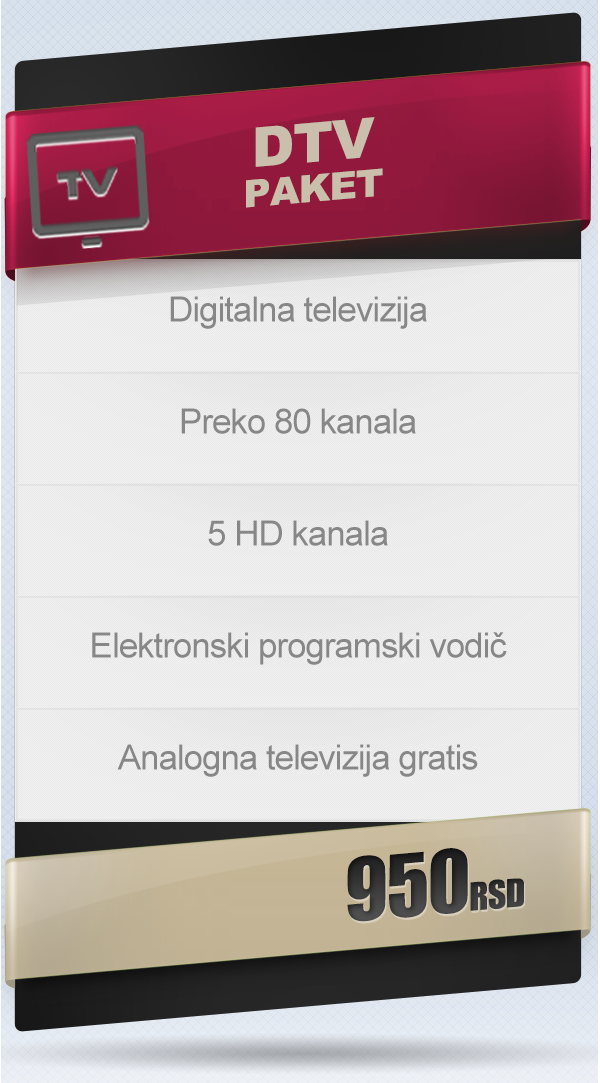 TV
DTV
PAKET
Digitalna televizija
Preko 80 kanala
5 HD kanala
Elektronski programski vodič
Analogna televizija gratis
950RSD